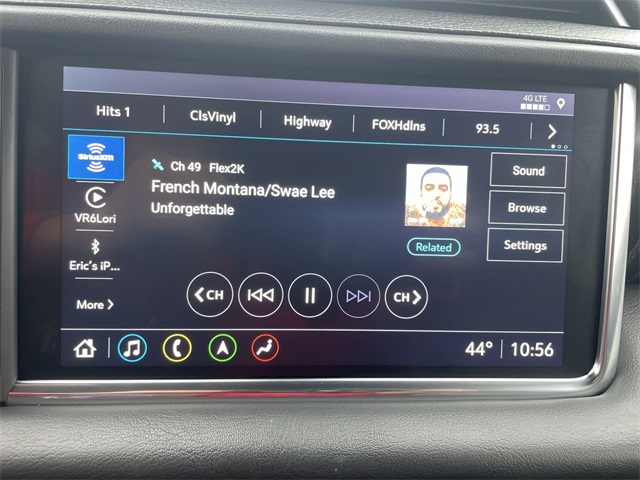 4G LTE
Hits 1
ClsVinyl
Highway
FOXHdlns
93.5
SiriusXM
Ch 49 Flex2K
French Montana/Swae Lee
Unforgettable
VR6Lori
Eric's iP...
More
Related
Sound
Browse
Settings
CH
CH
44° 10:56